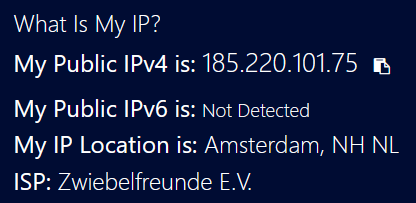 What Is My IP?
My Public IPv4 is: 185.220.101.75
My Public IPv6 is: Not Detected
My IP Location is: Amsterdam, NH NL
ISP: Zwiebelfreunde E.V.